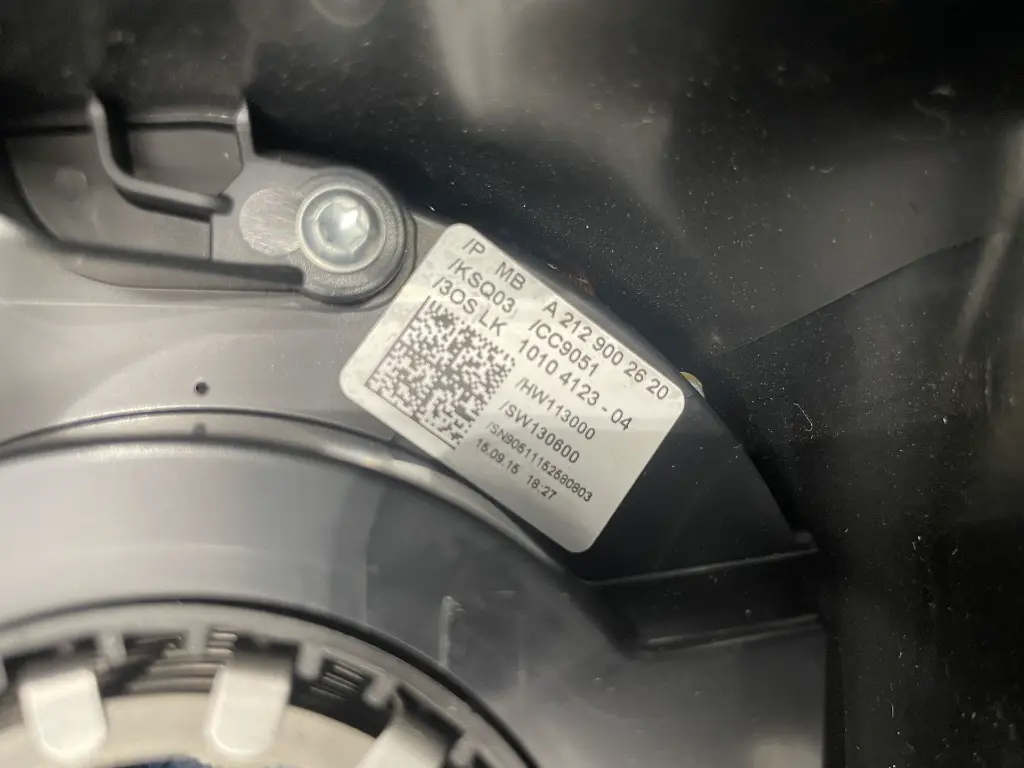 /P MB A 212 900 26 20
/KSQ03 /CC9051
/3OS LK 1010 4123 - 04
/HW113000
/SW130600
/SN90511152580803
15.09.15 18:27